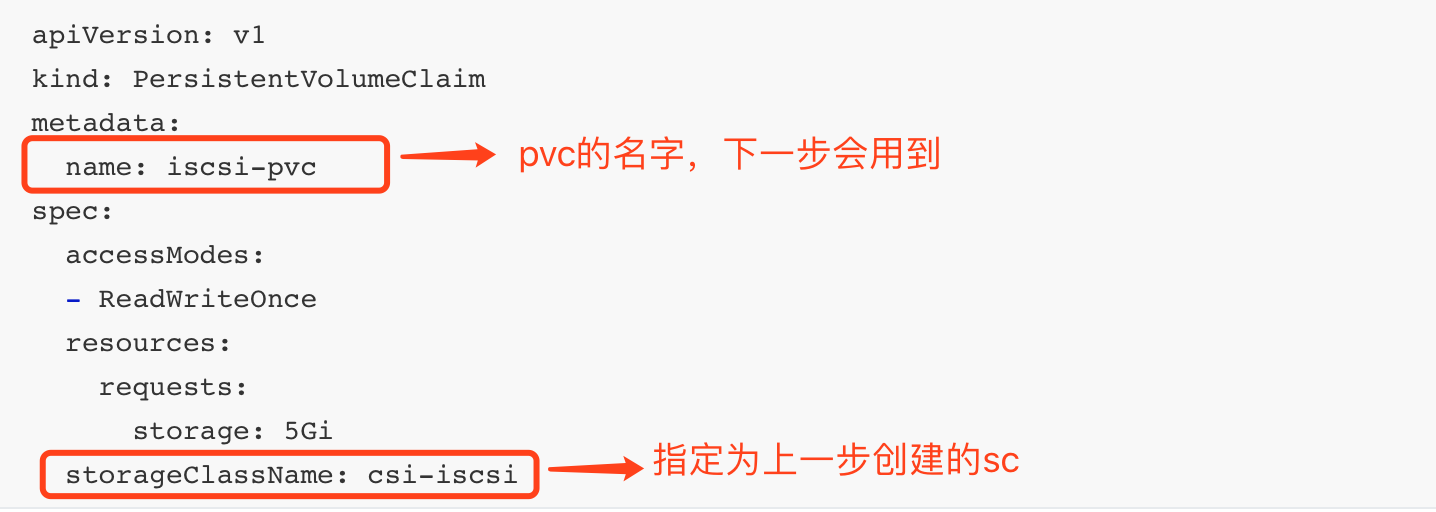 apiVersion: v1
kind: PersistentVolumeClaim
metadata:
  name: iscsi-pvc
pvc的名字，下一步会用到
spec:
  accessModes:
  - ReadWriteOnce
  resources:
    requests:
      storage: 5Gi
  storageClassName: csi-iscsi
指定为上一步创建的sc